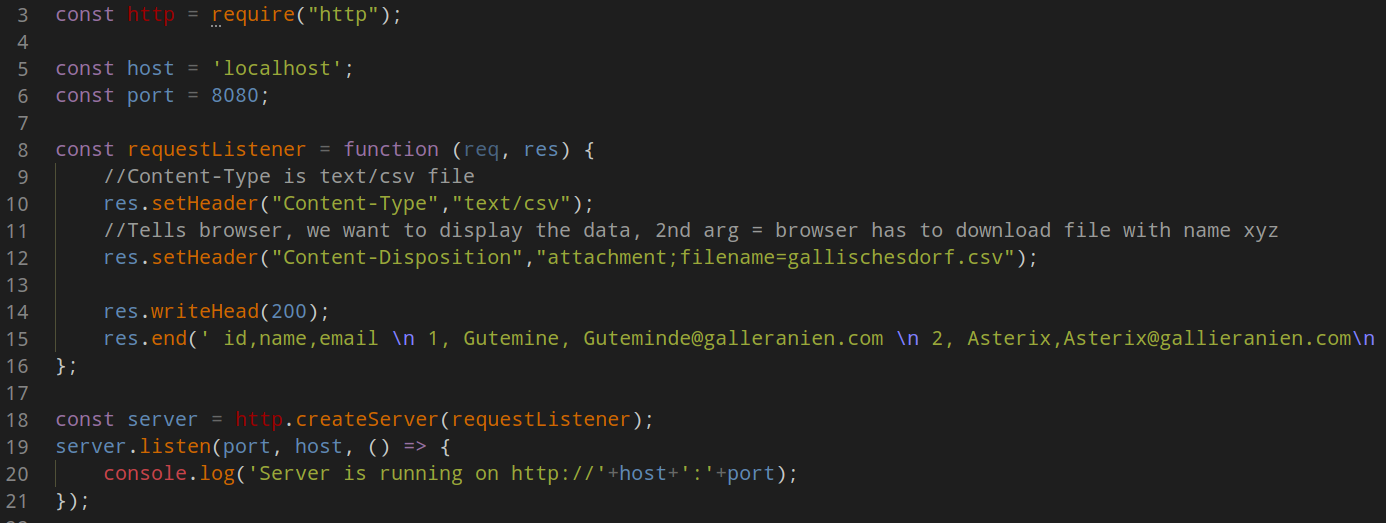 3 const http = require("http");
4
5 const host = 'localhost';
6 const port = 8080;
7
8 const requestListener = function (req, res) {
9 //Content-Type is text/csv file
10 res.setHeader("Content-Type","text/csv");
11 //Tells browser, we want to display the data, 2nd arg = browser has to download file with name xyz
12 res.setHeader("Content-Disposition","attachment;filename=gallischesdorf.csv");
13
14 res.writeHead(200);
15 res.end(' id,name,email \n 1, Gutemine, Guteminde@galleranien.com \n 2, Asterix,Asterix@gallieranien.com\n
16 };
17
18 const server = http.createServer(requestListener);
19 server.listen(port, host, () => {
20 console.log('Server is running on http://'+host+':'+port);
21 });